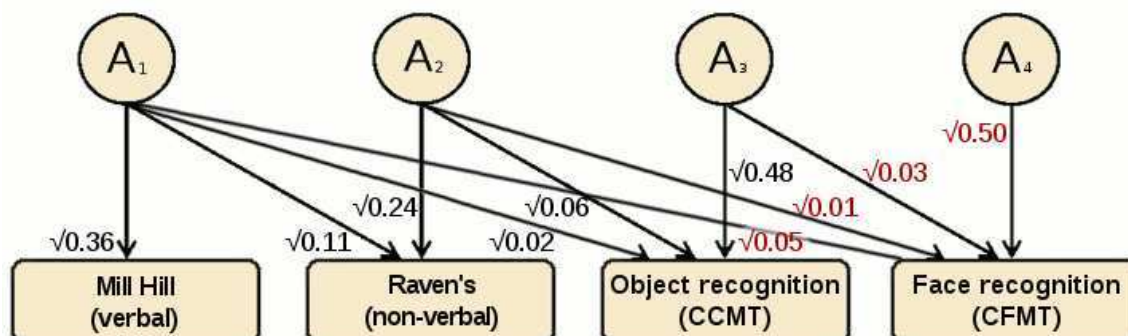 A₁ A₂ A₃ A₄
√0.50
√0.48 √0.03
√0.24 √0.06 √0.01
√0.36 √0.11 √0.02 √0.05
Mill Hill Raven's Object recognition Face recognition
(verbal) (non-verbal) (CCMT) (CFMT)